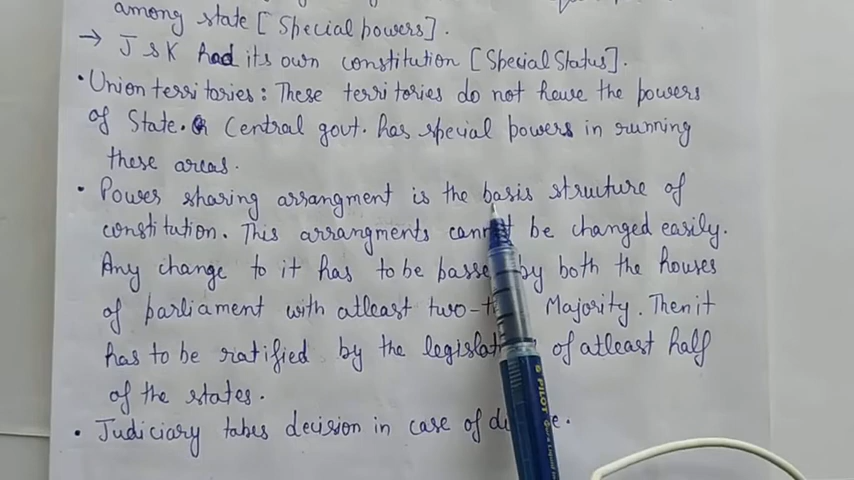 among state [Special powers].
→ J&K had its own constitution [Special Status].
• Union territories: These territories do not have the powers
of State. Central govt. has special powers in running
these areas.
• Power sharing arrangment is the basis structure of
constitution. This arrangments cannot be changed easily.
Any change to it has to be passe by both the houses
of parliament with atleast two-t Majority. Then it
has to be ratified by the legislat of atleast half
of the states.
• Judiciary takes decision in case of di e.
PILOT